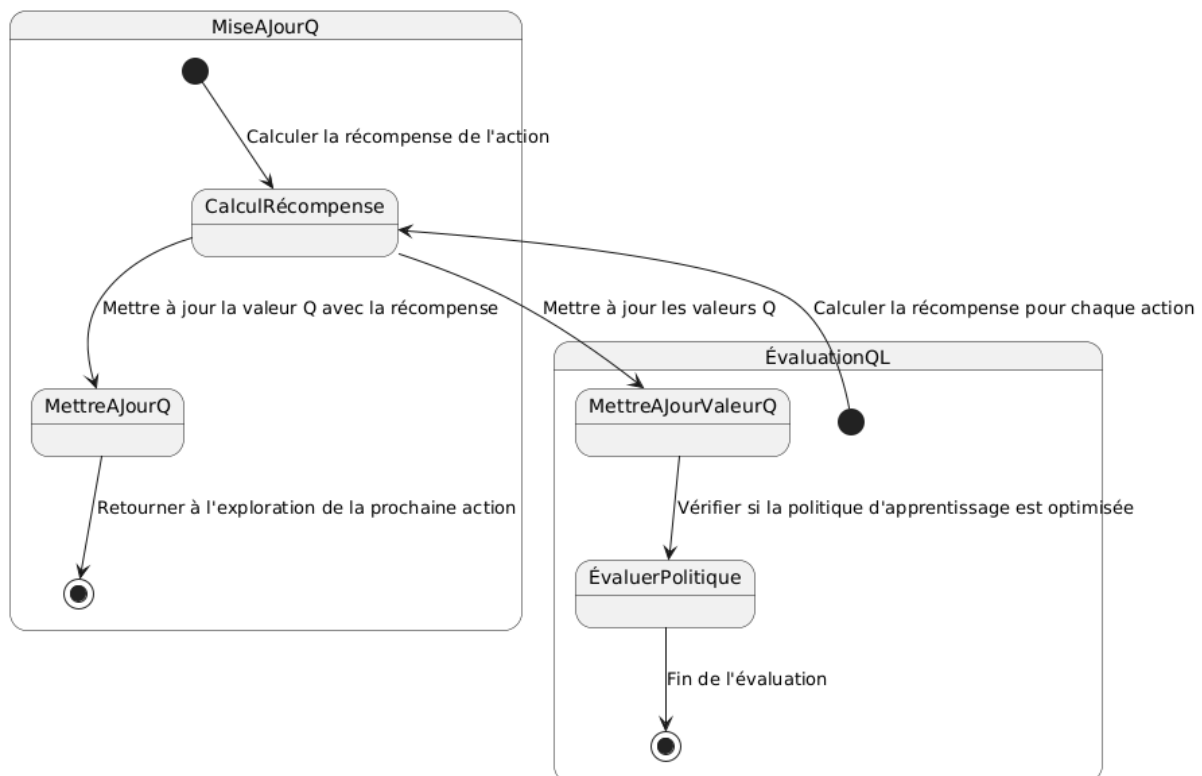 MiseAJourQ
Calculer la récompense de l'action
CalculRécompense
Mettre à jour la valeur Q avec la récompense
Mettre à jour les valeurs Q
Calculer la récompense pour chaque action
ÉvaluationQL
MettreAJourQ
MettreAJourValeurQ
Retourner à l'exploration de la prochaine action
Vérifier si la politique d'apprentissage est optimisée
ÉvaluerPolitique
Fin de l'évaluation